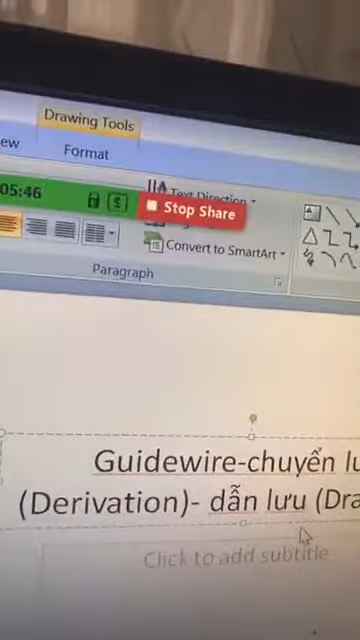 Drawing Tools
ew
Format
05:46
Text Direction
Stop Share
Convert to SmartArt
Paragraph
Guidewire-chuyển lư
(Derivation)- dẫn lưu (Dra
Click to add subtitle